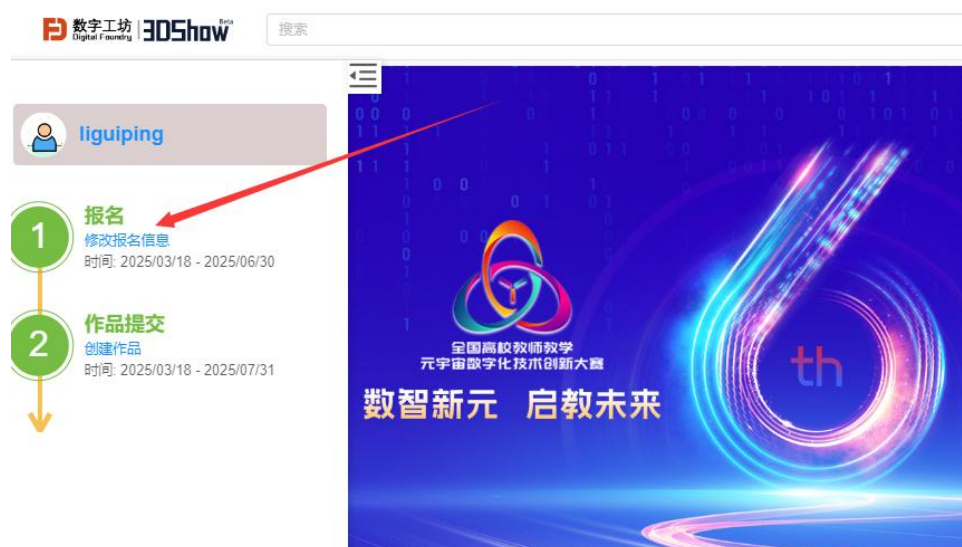 数字工坊
Digital Foundry
3DShow
Beta
搜索
liguiping
1
报名
修改报名信息
时间: 2025/03/18 - 2025/06/30
2
作品提交
创建作品
时间: 2025/03/18 - 2025/07/31
全国高校教师教学
元宇宙数字化技术创新大赛
数智新元 启教未来
6
th